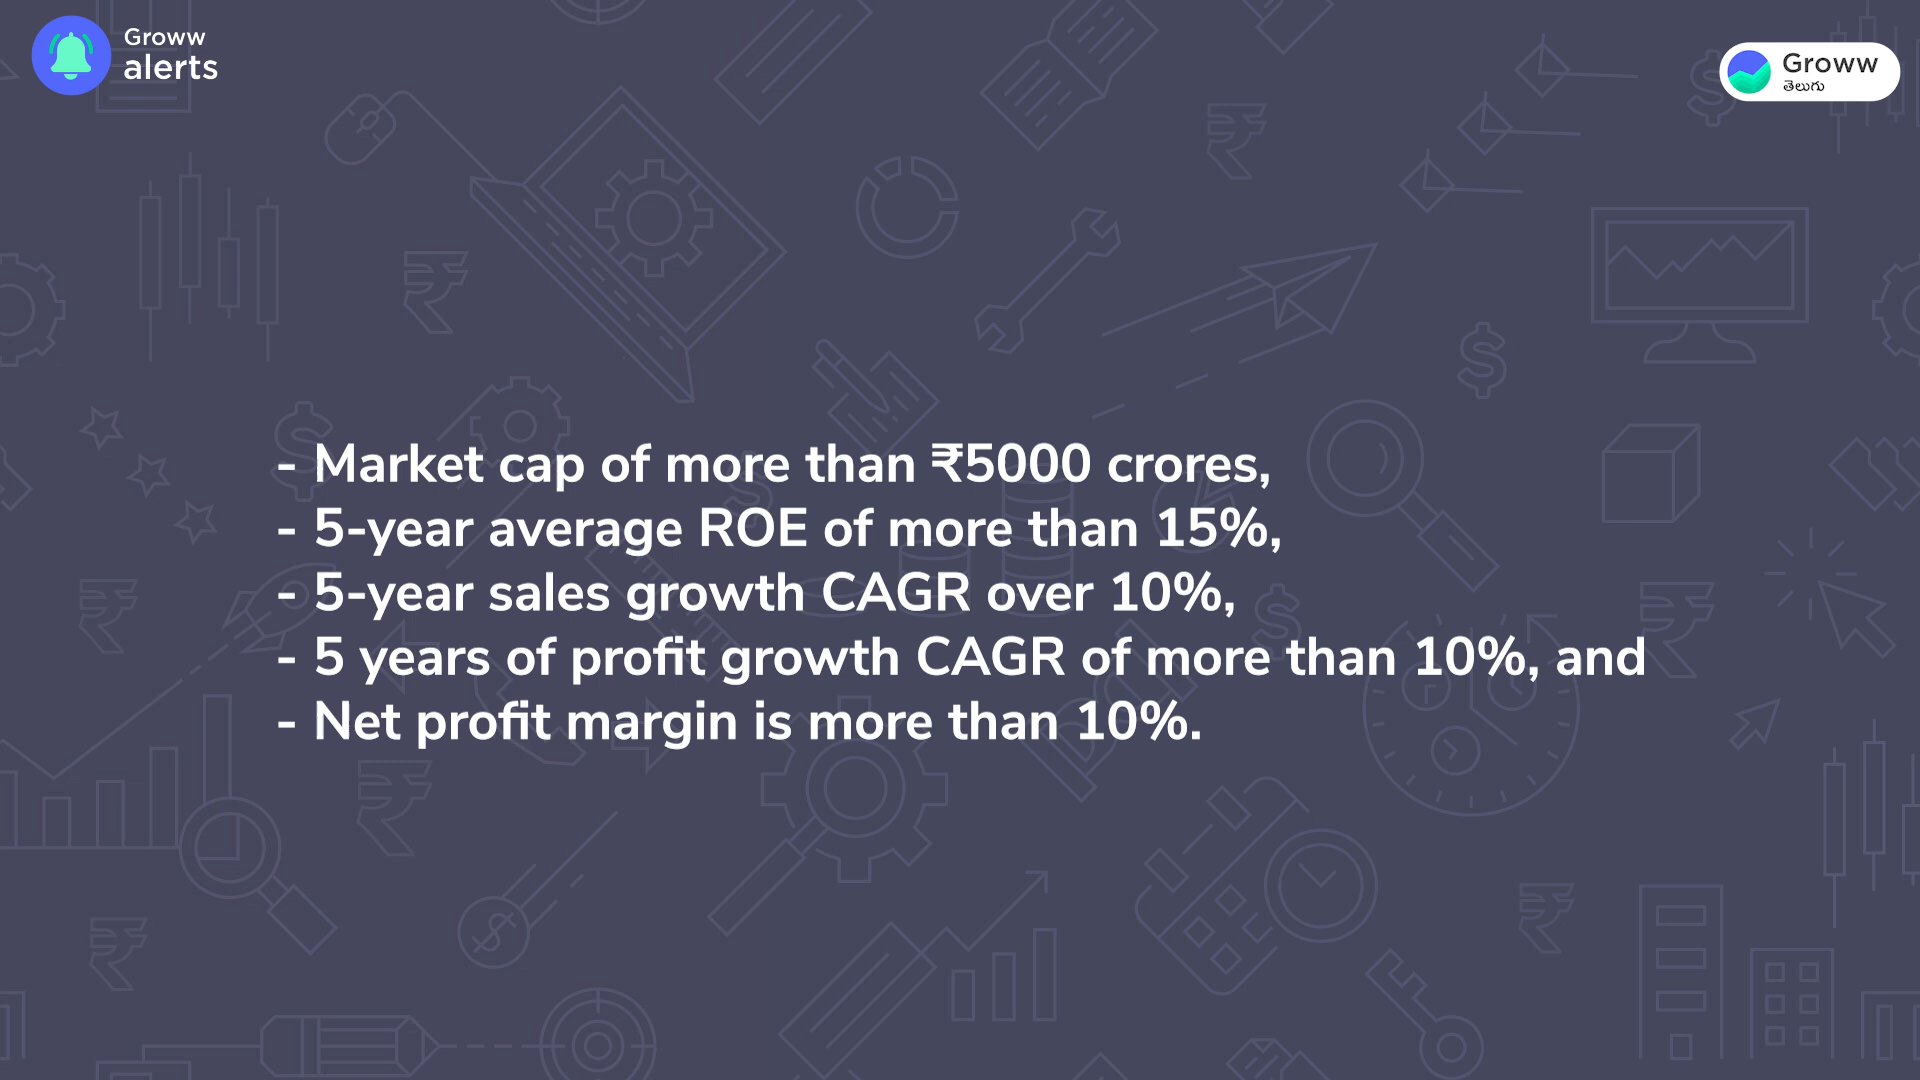 Groww
alerts
Groww
తెలుగు
- Market cap of more than ₹5000 crores,
- 5-year average ROE of more than 15%,
- 5-year sales growth CAGR over 10%,
- 5 years of profit growth CAGR of more than 10%, and
- Net profit margin is more than 10%.